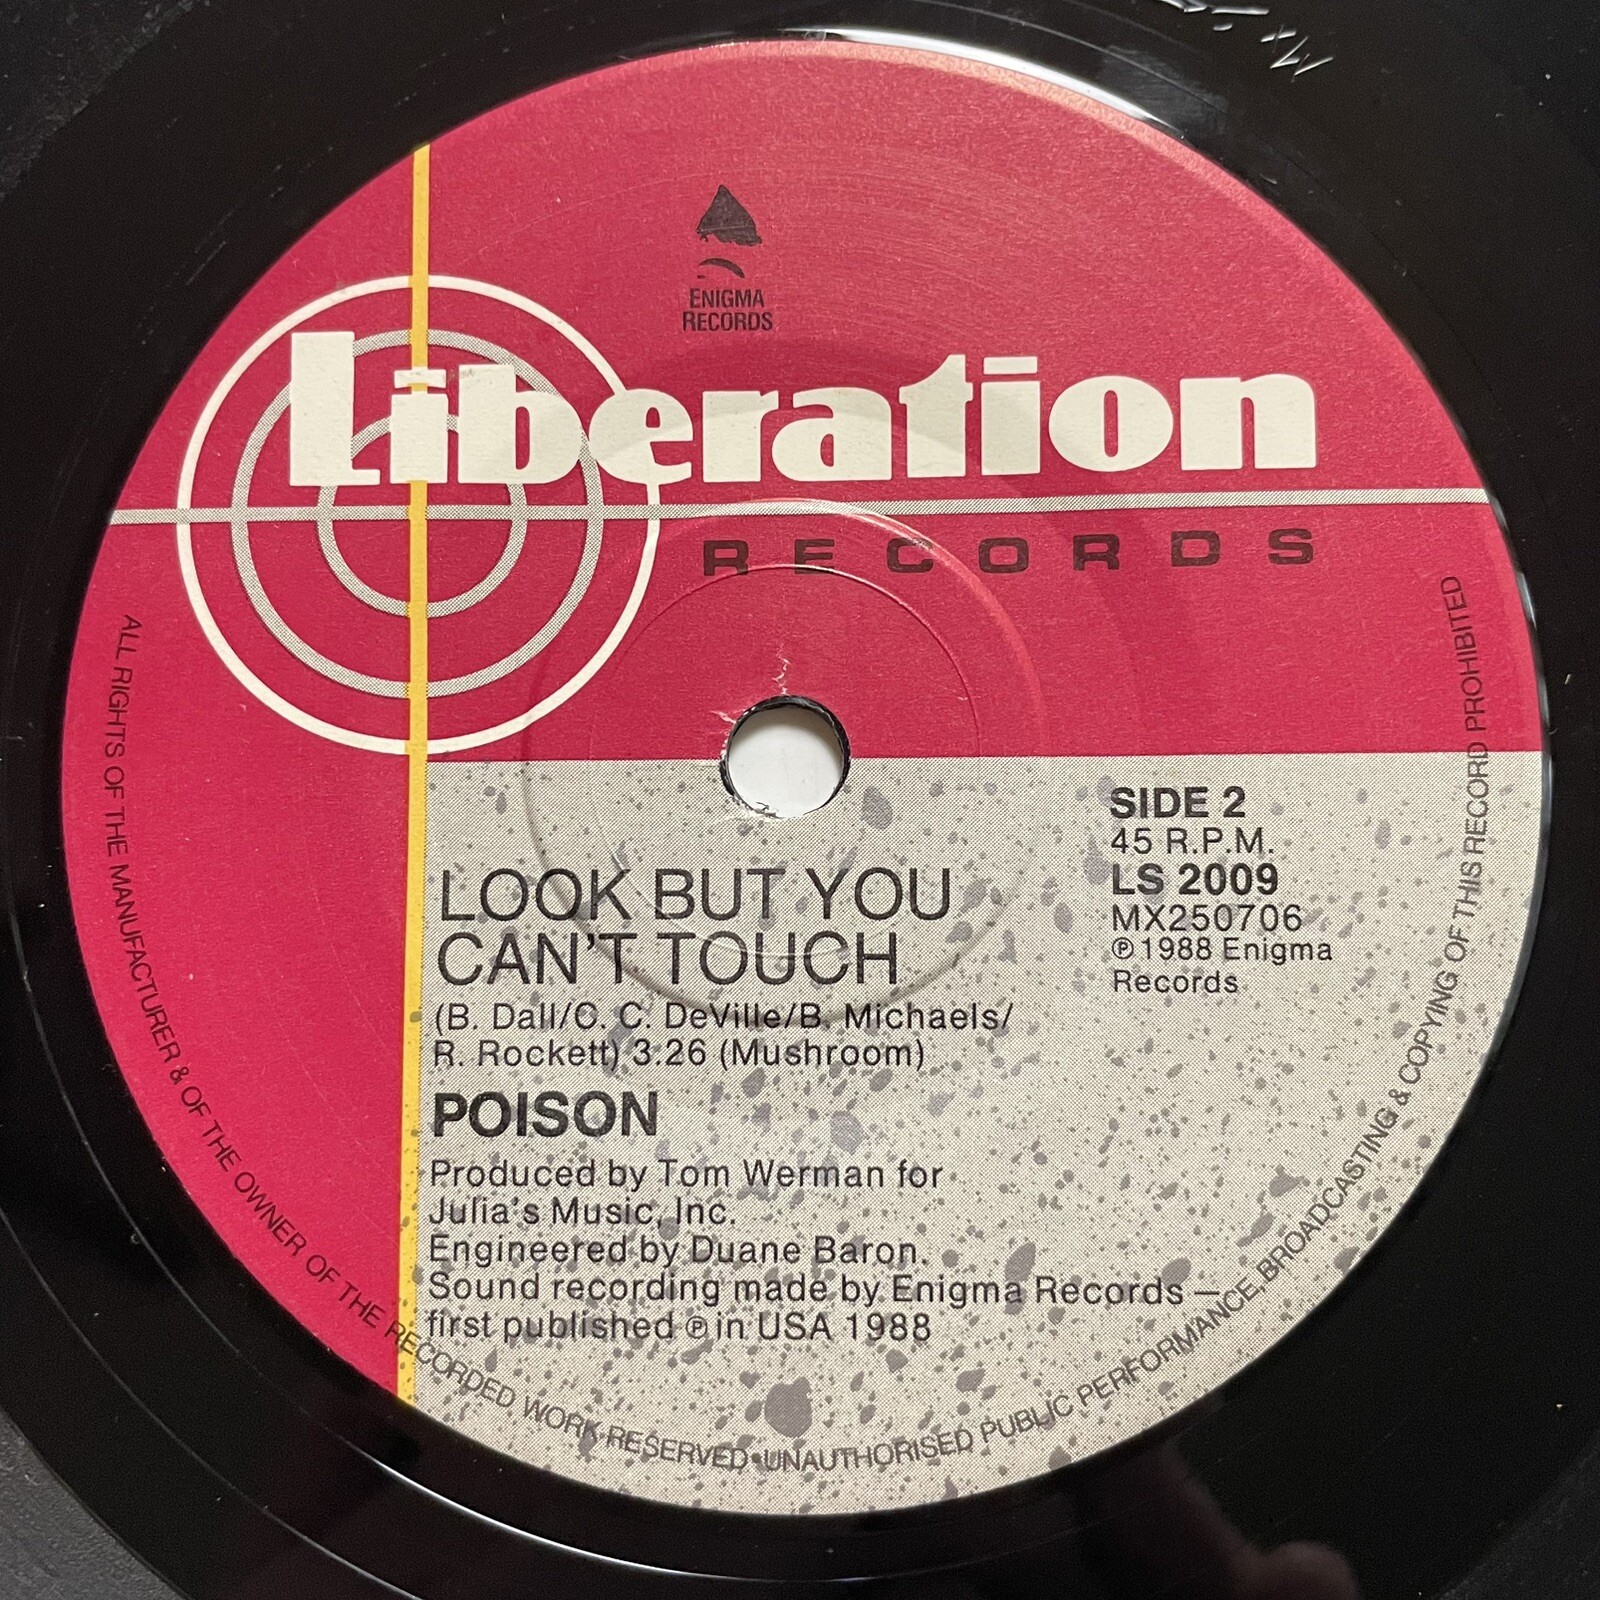 ENIGMA
RECORDS
Liberation
RECORDS
SIDE 2
45 R.P.M.
LS 2009
MX250706
℗ 1988 Enigma
Records
LOOK BUT YOU
CAN'T TOUCH
(B. Dall/C. C. DeVille/B. Michaels/
R. Rockett) 3.26 (Mushroom)
POISON
Produced by Tom Werman for
Julia's Music, Inc.
Engineered by Duane Baron.
Sound recording made by Enigma Records —
first published ℗ in USA 1988
ALL RIGHTS OF THE MANUFACTURER & OF THE OWNER OF THE RECORDED WORK RESERVED·UNAUTHORISED PUBLIC PERFORMANCE, BROADCASTING & COPYING OF THIS RECORD PROHIBITED